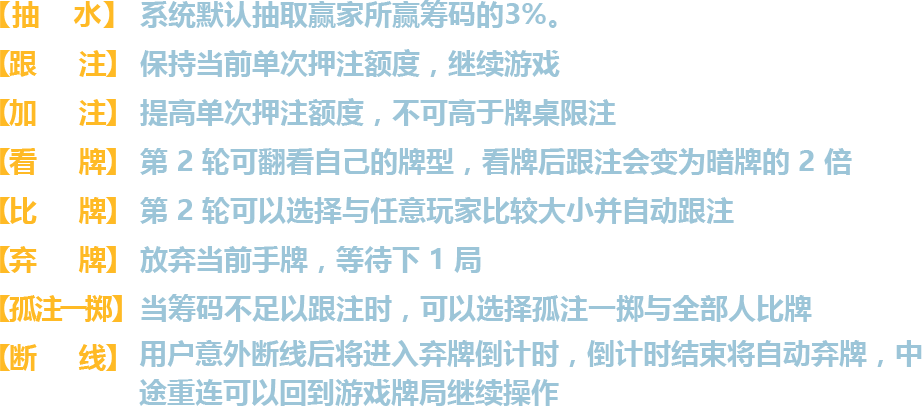 【抽 水】 系统默认抽取赢家所赢筹码的3%。
【跟 注】 保持当前单次押注额度，继续游戏
【加 注】 提高单次押注额度，不可高于牌桌限注
【看 牌】 第 2 轮可翻看自己的牌型，看牌后跟注会变为暗牌的 2 倍
【比 牌】 第 2 轮可以选择与任意玩家比较大小并自动跟注
【弃 牌】 放弃当前手牌，等待下 1 局
【孤注一掷】 当筹码不足以跟注时，可以选择孤注一掷与全部人比牌
【断 线】 用户意外断线后将进入弃牌倒计时，倒计时结束将自动弃牌，中
途重连可以回到游戏牌局继续操作